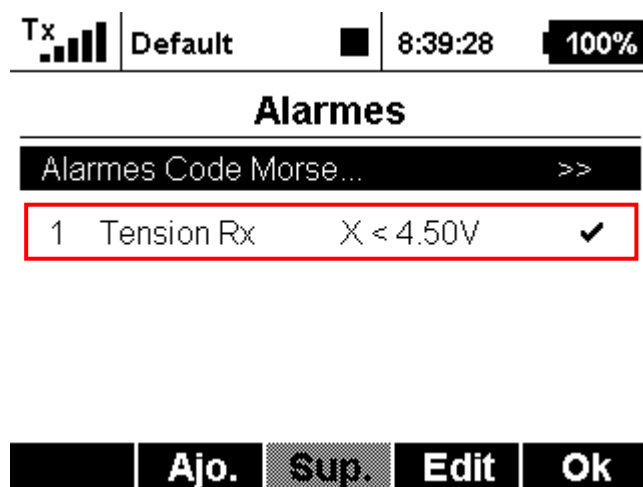 Tx Default 8:39:28 100%
Alarmes
Alarmes Code Morse... >>
1 Tension Rx X < 4.50V ✔
Ajo. Sup. Edit Ok